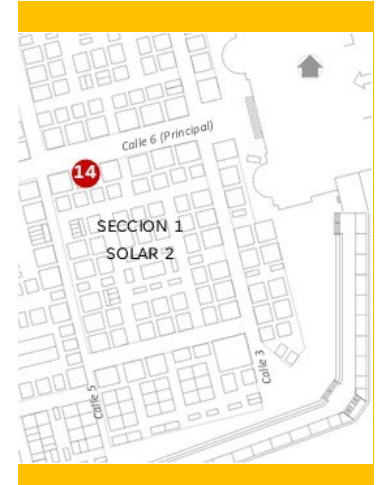 Calle 6 (Principal)
14
SECCION 1
SOLAR 2
Calle 3
Calle 5